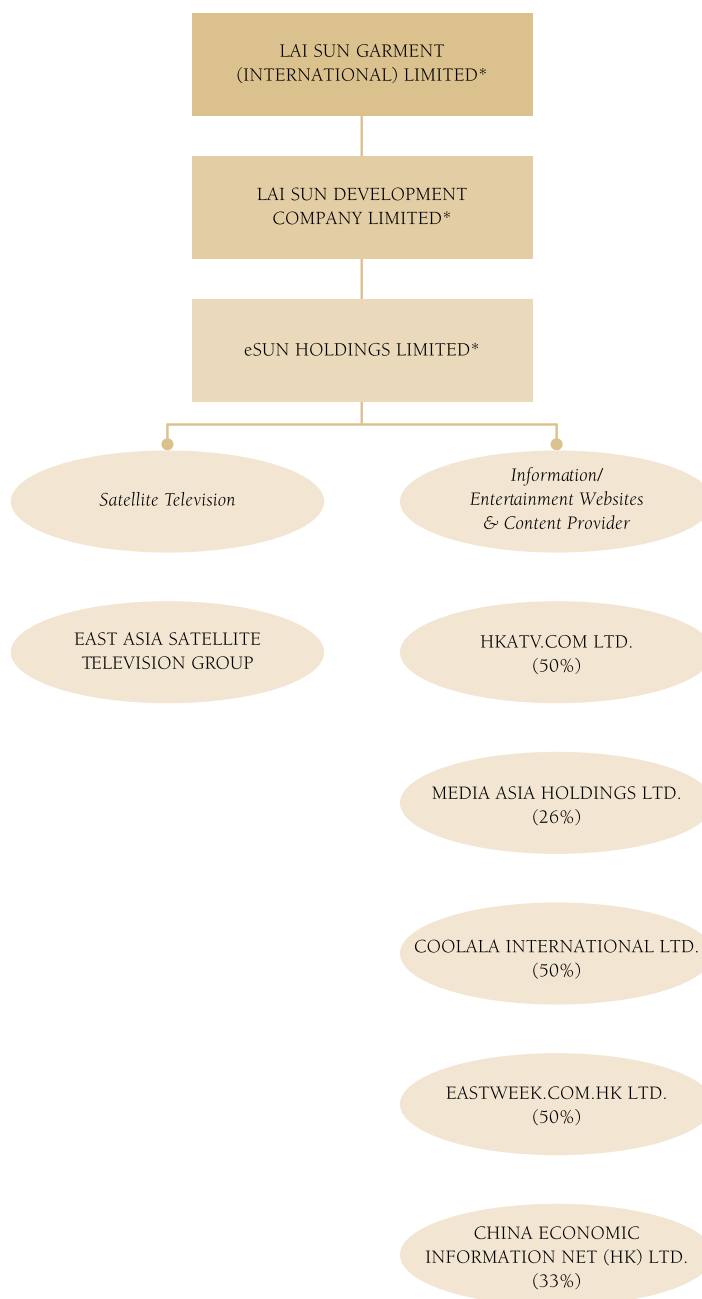 LAI SUN GARMENT
(INTERNATIONAL) LIMITED*
LAI SUN DEVELOPMENT
COMPANY LIMITED*
eSUN HOLDINGS LIMITED*
Satellite Television
EAST ASIA SATELLITE
TELEVISION GROUP
Information/
Entertainment Websites
& Content Provider
HKATV.COM LTD.
(50%)
MEDIA ASIA HOLDINGS LTD.
(26%)
COOLALA INTERNATIONAL LTD.
(50%)
EASTWEEK.COM.HK LTD.
(50%)
CHINA ECONOMIC
INFORMATION NET (HK) LTD.
(33%)